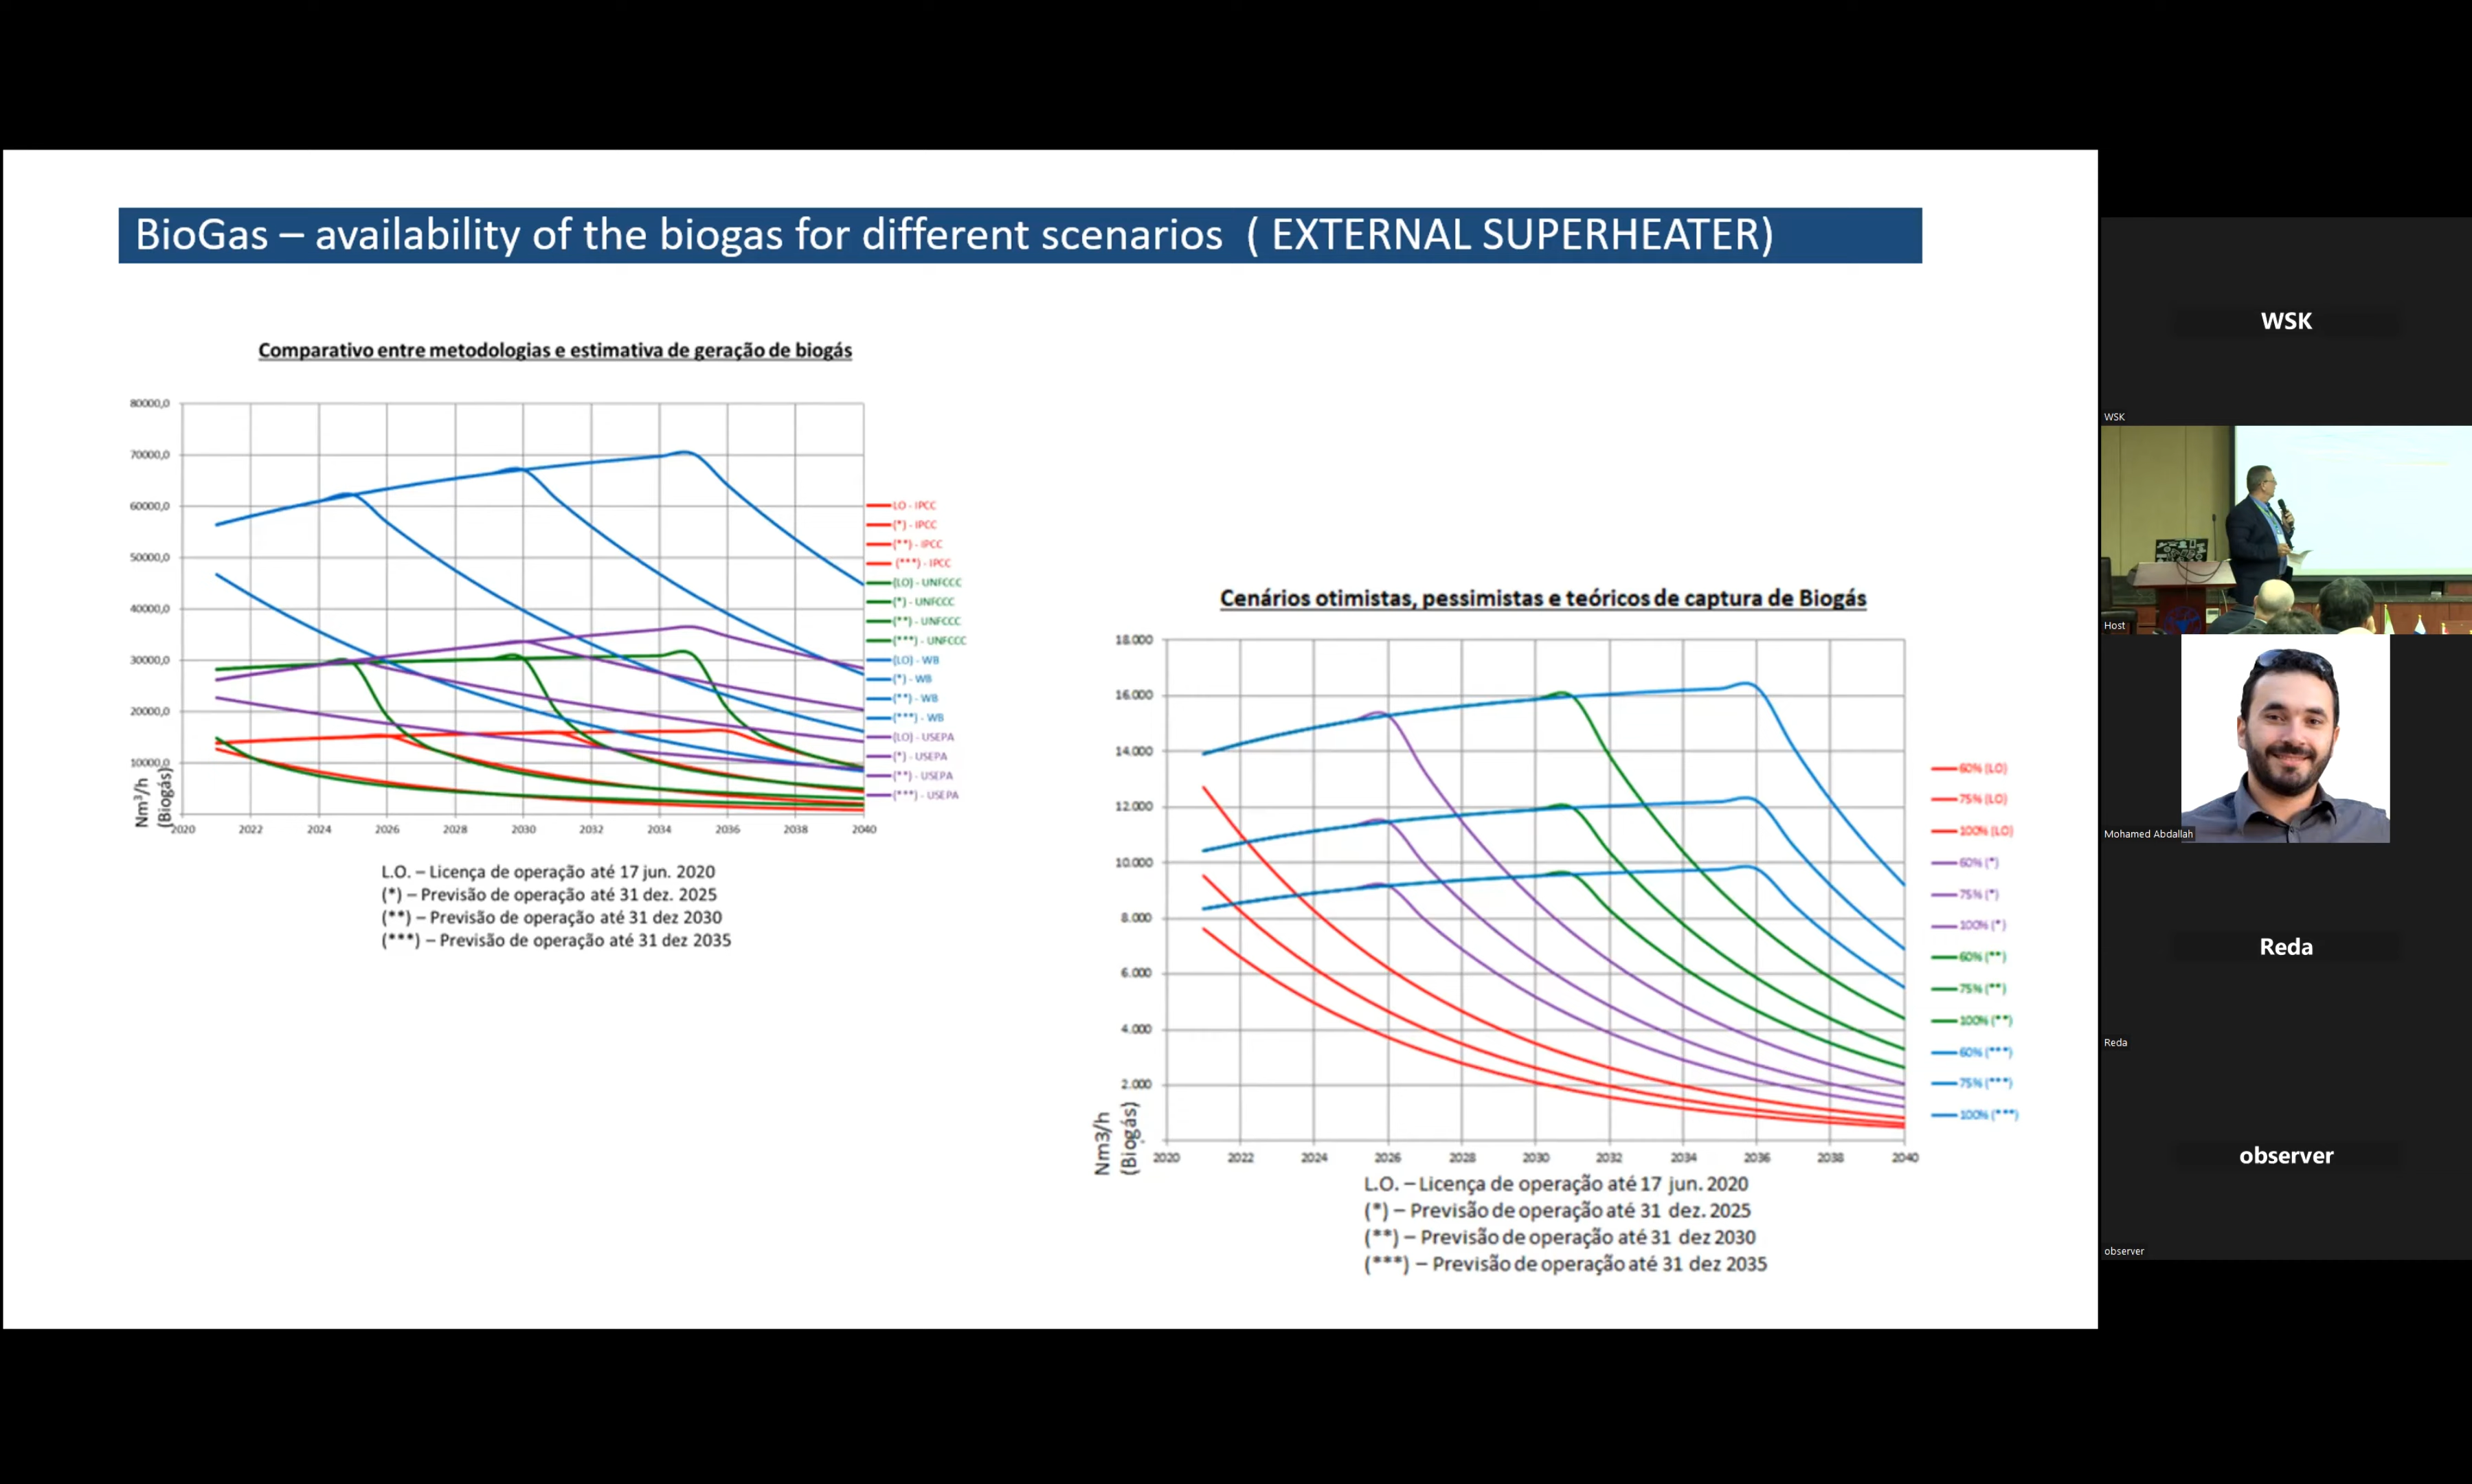 BioGas – availability of the biogas for different scenarios ( EXTERNAL SUPERHEATER)
Comparativo entre metodologias e estimativa de geração de biogás
80000,0
70000,0
60000,0
50000,0
40000,0
30000,0
20000,0
10000,0
Nm³/h
(Biogás)
2020 2022 2024 2026 2028 2030 2032 2034 2036 2038 2040
LO - IPCC
(*) - IPCC
(**) - IPCC
(***) - IPCC
(LO) - UNFCCC
(*) - UNFCCC
(**) - UNFCCC
(***) - UNFCCC
(LO) - WB
(*) - WB
(**) - WB
(***) - WB
(LO) - USEPA
(*) - USEPA
(**) - USEPA
(***) - USEPA
L.O. – Licença de operação até 17 jun. 2020
(*) – Previsão de operação até 31 dez. 2025
(**) – Previsão de operação até 31 dez 2030
(***) – Previsão de operação até 31 dez 2035
Cenários otimistas, pessimistas e teóricos de captura de Biogás
18.000
16.000
14.000
12.000
10.000
8.000
6.000
4.000
2.000
-
Nm3/h
(Biogás)
2020 2022 2024 2026 2028 2030 2032 2034 2036 2038 2040
60% (LO)
75% (LO)
100% (LO)
60% (*)
75% (*)
100% (*)
60% (**)
75% (**)
100% (**)
60% (***)
75% (***)
100% (***)
L.O. – Licença de operação até 17 jun. 2020
(*) – Previsão de operação até 31 dez. 2025
(**) – Previsão de operação até 31 dez 2030
(***) – Previsão de operação até 31 dez 2035
WSK
WSK
Host
Mohamed Abdallah
Reda
Reda
observer
observer